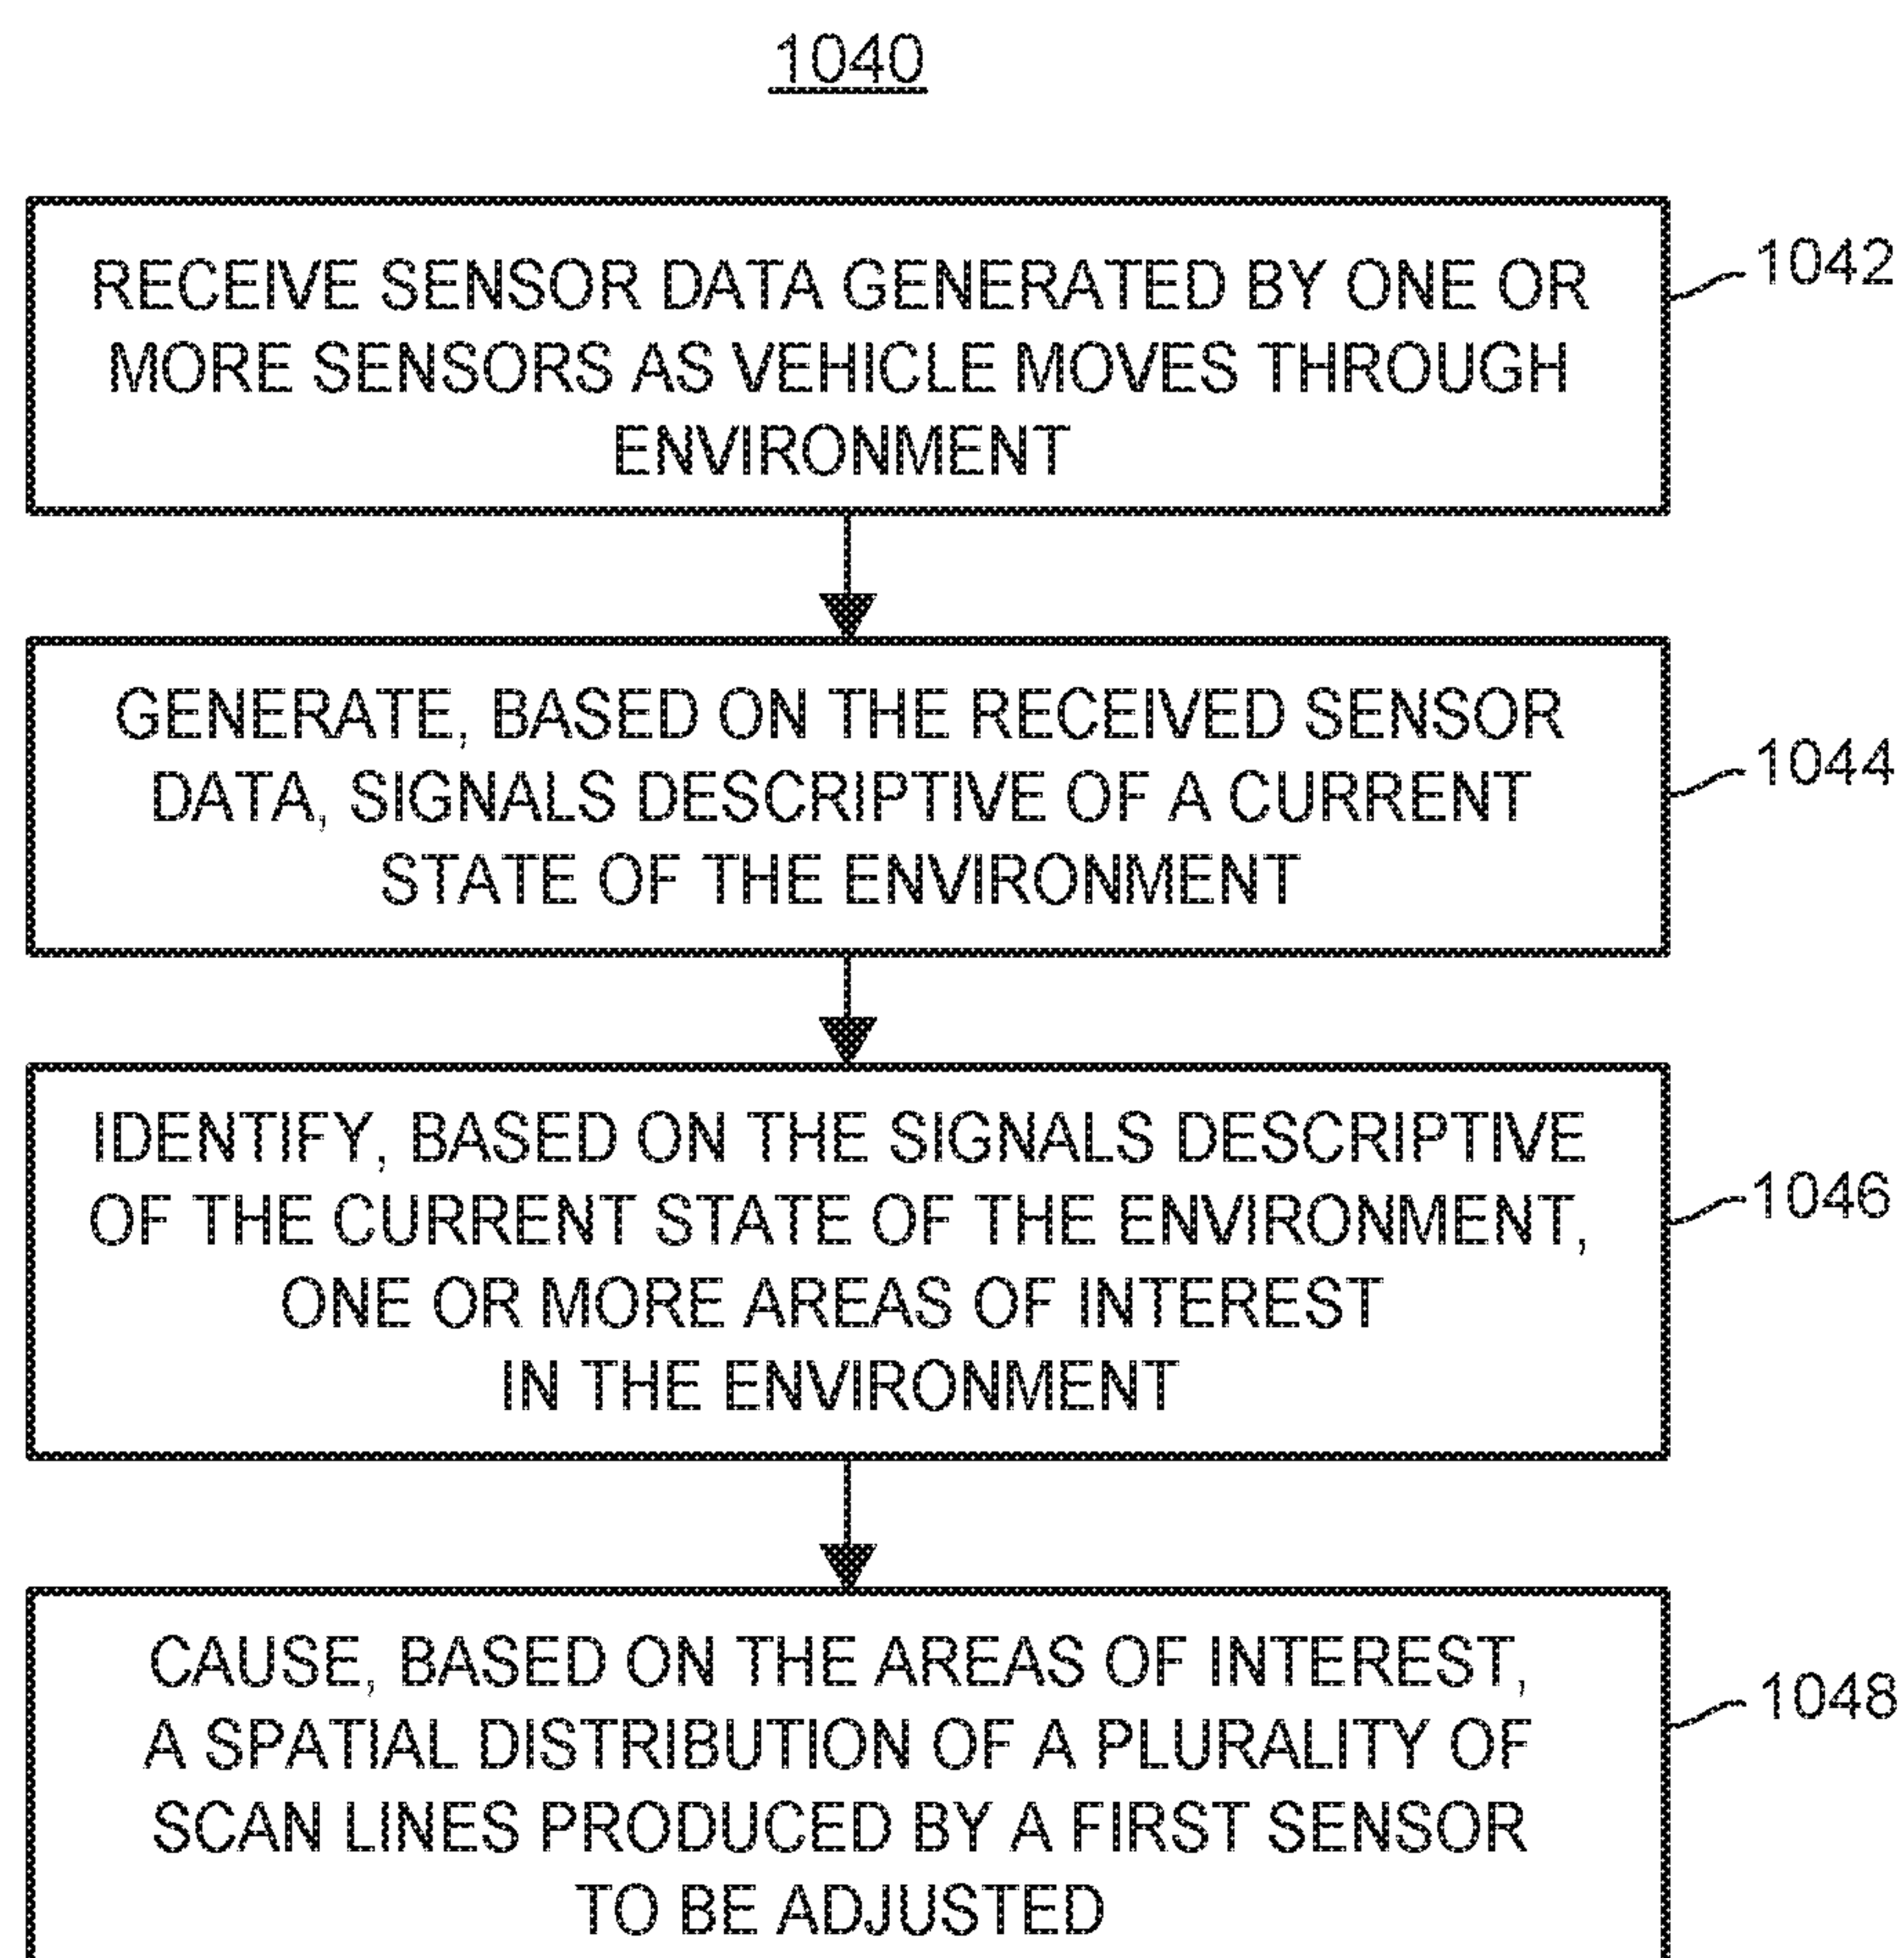 1040
RECEIVE SENSOR DATA GENERATED BY ONE OR
MORE SENSORS AS VEHICLE MOVES THROUGH
ENVIRONMENT
1042
GENERATE, BASED ON THE RECEIVED SENSOR
DATA, SIGNALS DESCRIPTIVE OF A CURRENT
STATE OF THE ENVIRONMENT
1044
IDENTIFY, BASED ON THE SIGNALS DESCRIPTIVE
OF THE CURRENT STATE OF THE ENVIRONMENT,
ONE OR MORE AREAS OF INTEREST
IN THE ENVIRONMENT
1046
CAUSE, BASED ON THE AREAS OF INTEREST,
A SPATIAL DISTRIBUTION OF A PLURALITY OF
SCAN LINES PRODUCED BY A FIRST SENSOR
TO BE ADJUSTED
1048